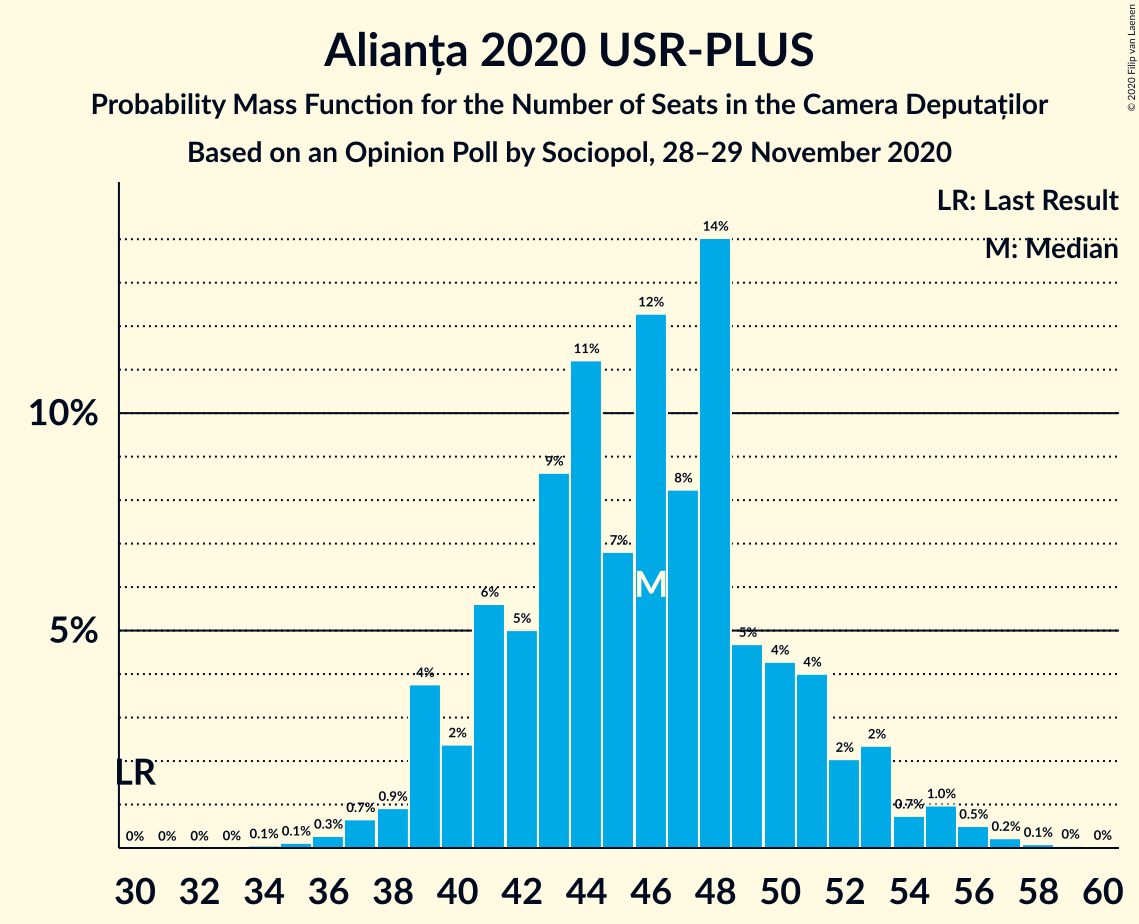 Alianța 2020 USR-PLUS
Probability Mass Function for the Number of Seats in the Camera Deputaților
Based on an Opinion Poll by Sociopol, 28–29 November 2020
© 2020 Filip van Laenen
LR: Last Result
M: Median
10%
5%
LR
M
0% 0% 0% 0% 0.1% 0.1% 0.3% 0.7% 0.9% 4% 2% 6% 5% 9% 11% 7% 12% 8% 14% 5% 4% 4% 2% 2% 0.7% 1.0% 0.5% 0.2% 0.1% 0% 0%
30 32 34 36 38 40 42 44 46 48 50 52 54 56 58 60